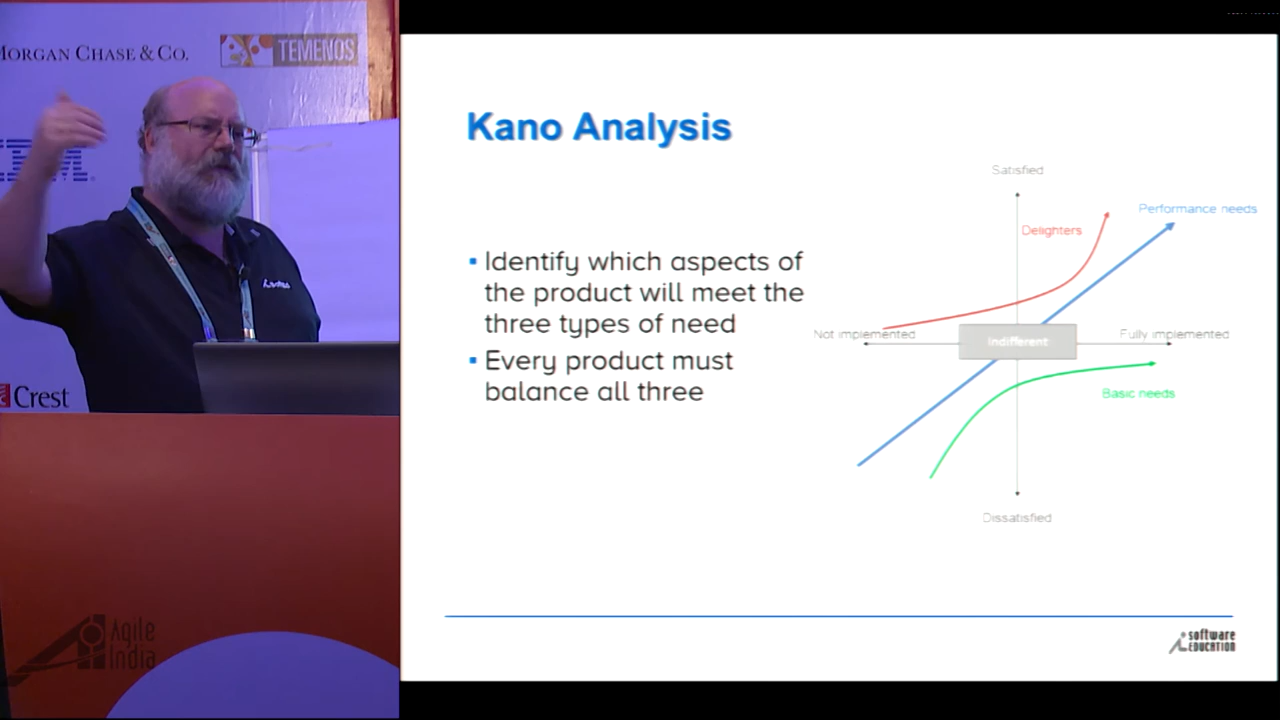 MORGAN CHASE & CO.
TEMENOS
IBM
Crest
Agile
India
Kano Analysis
Identify which aspects of
the product will meet the
three types of need
Every product must
balance all three
Satisfied
Performance needs
Delighters
Not implemented
Indifferent
Fully implemented
Basic needs
Dissatisfied
software
EDUCATION